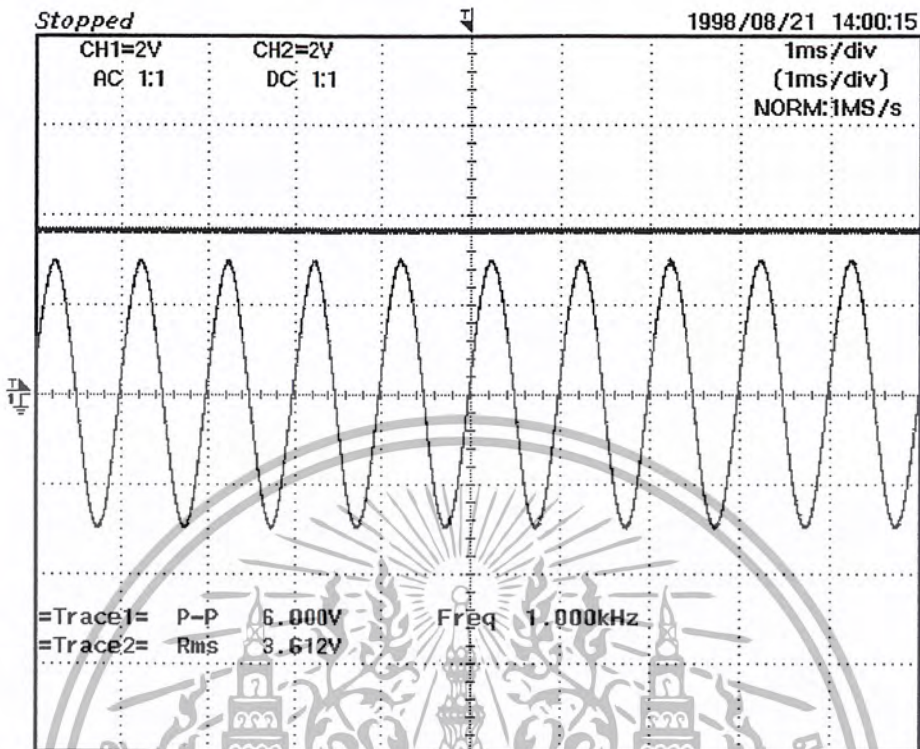 Stopped 1998/08/21 14:00:15
CH1=2V CH2=2V 1ms/div
AC 1:1 DC 1:1 (1ms/div)
NORM:1MS/s
T
T
1
=Trace1= P-P 6.000V Freq 1.000kHz
=Trace2= Rms 3.612V